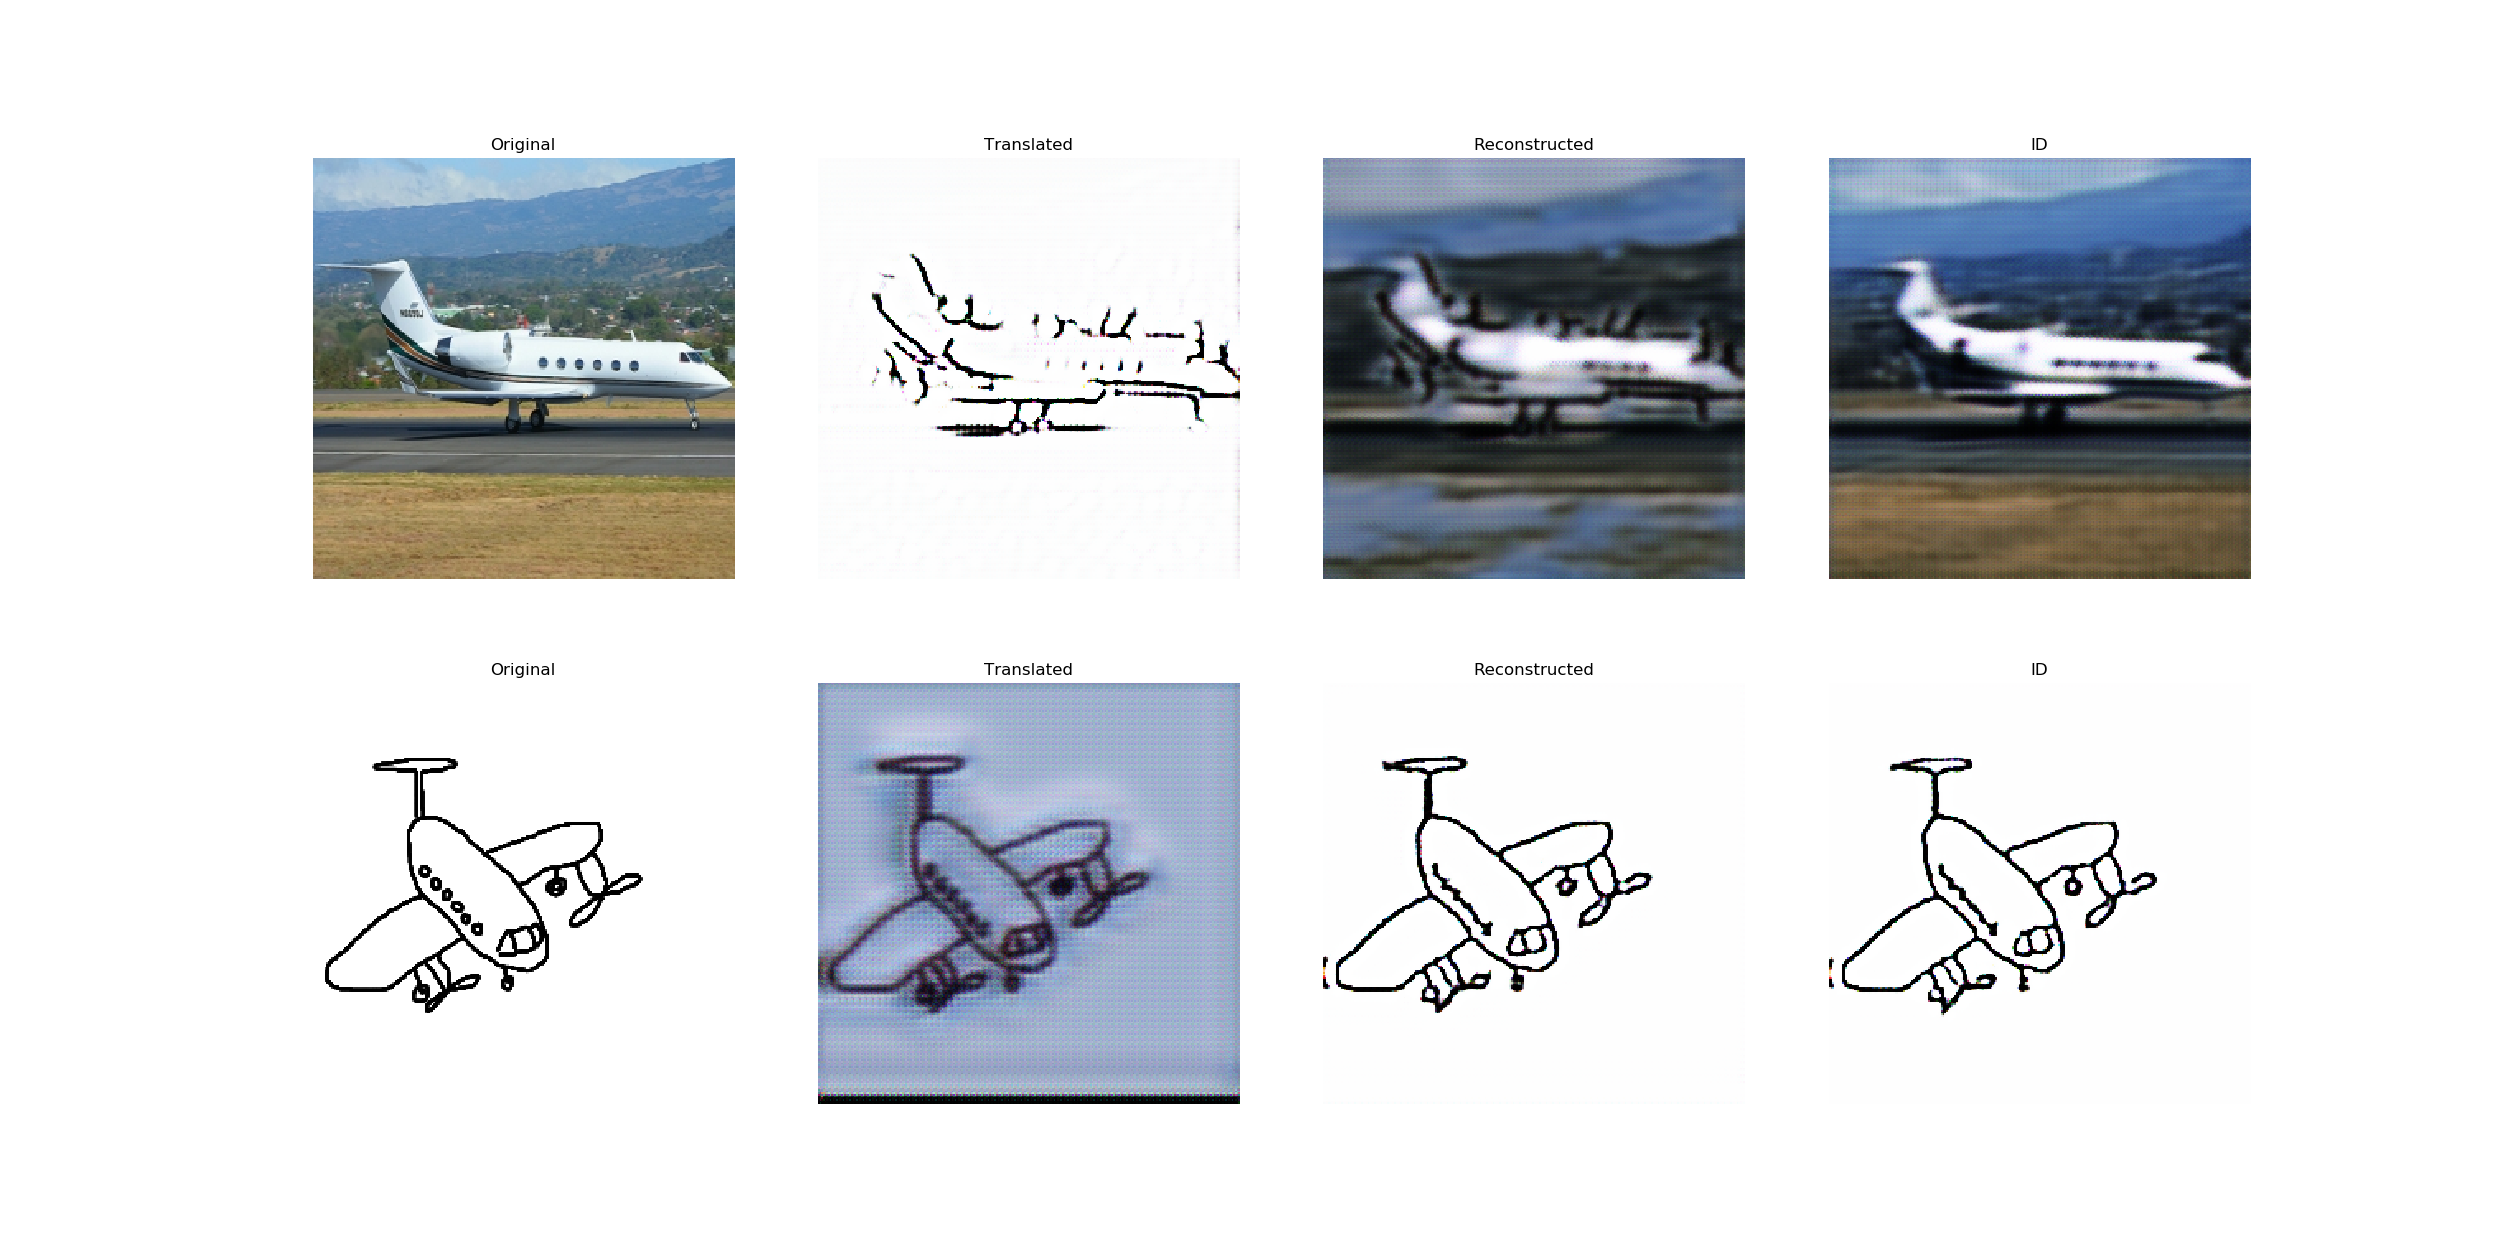 Original
Translated
Reconstructed
ID
Original
Translated
Reconstructed
ID